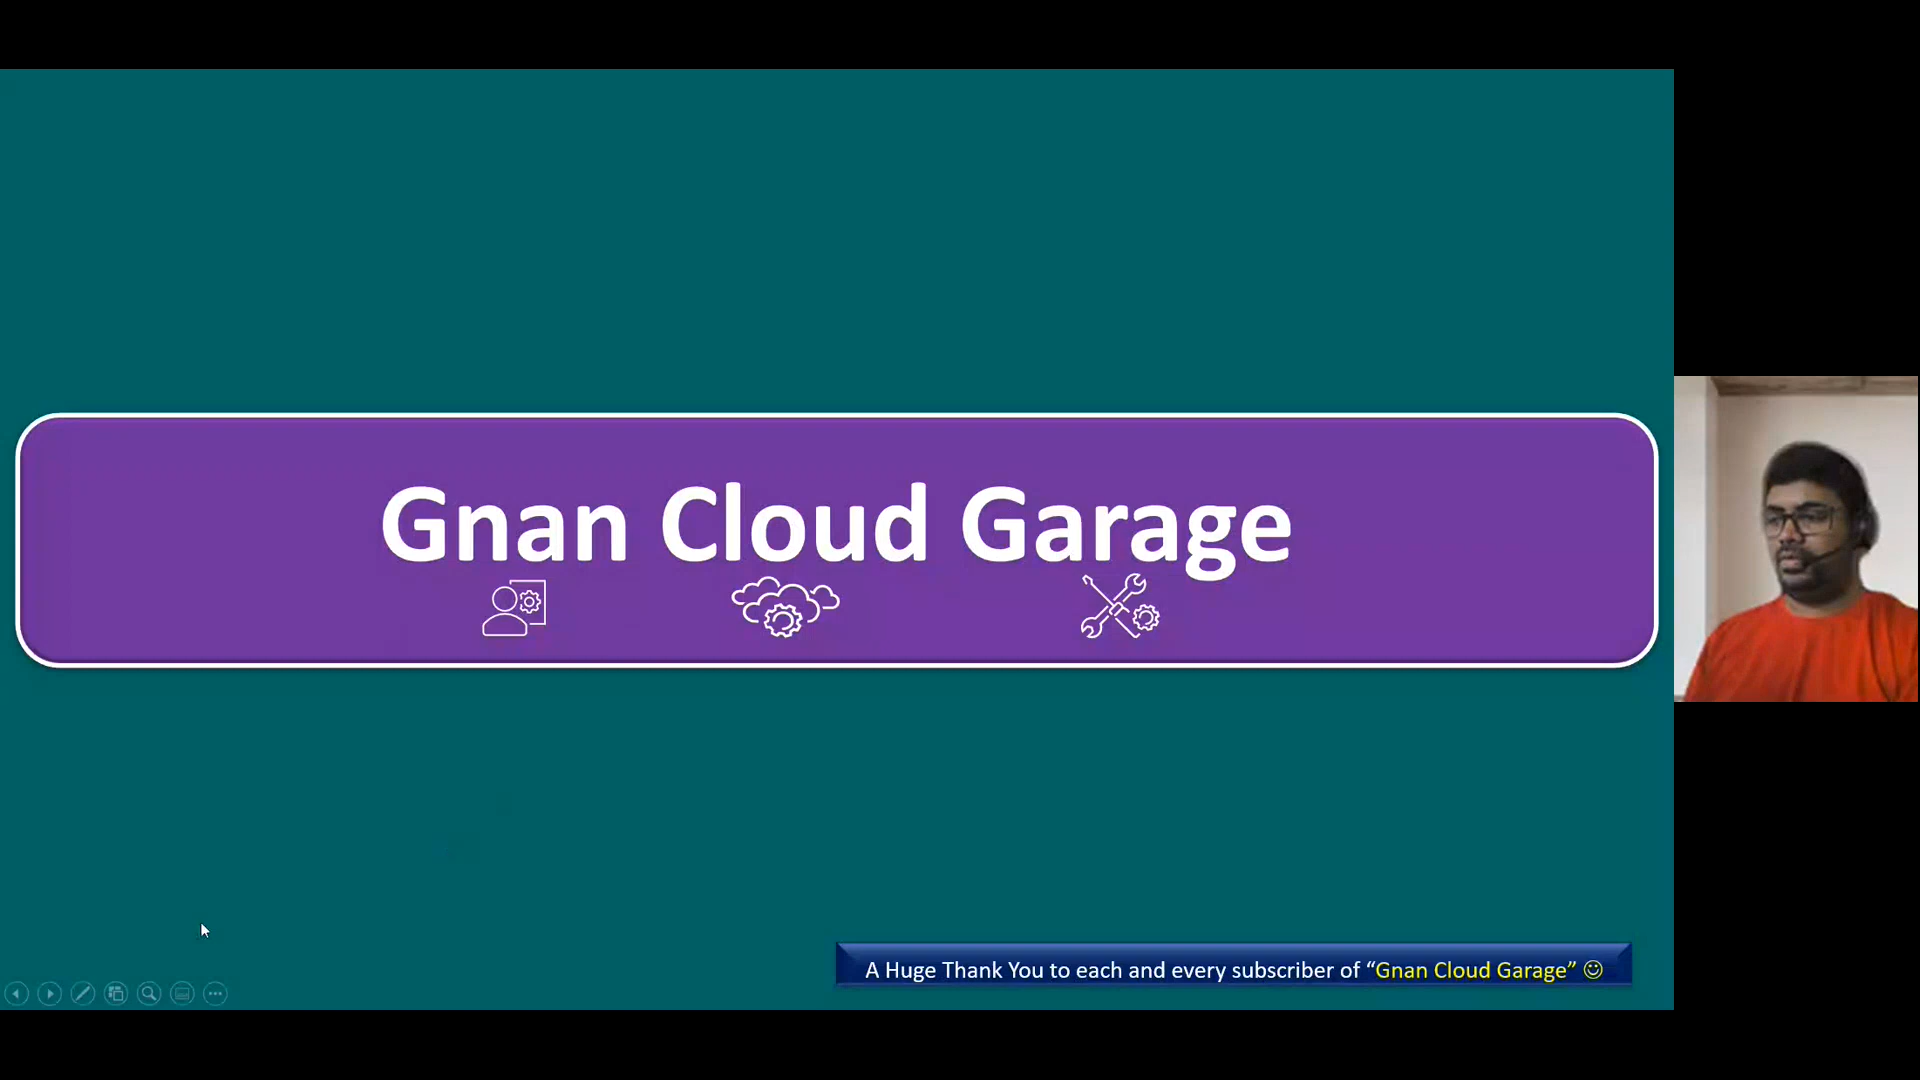 Gnan Cloud Garage
A Huge Thank You to each and every subscriber of “Gnan Cloud Garage” ☺